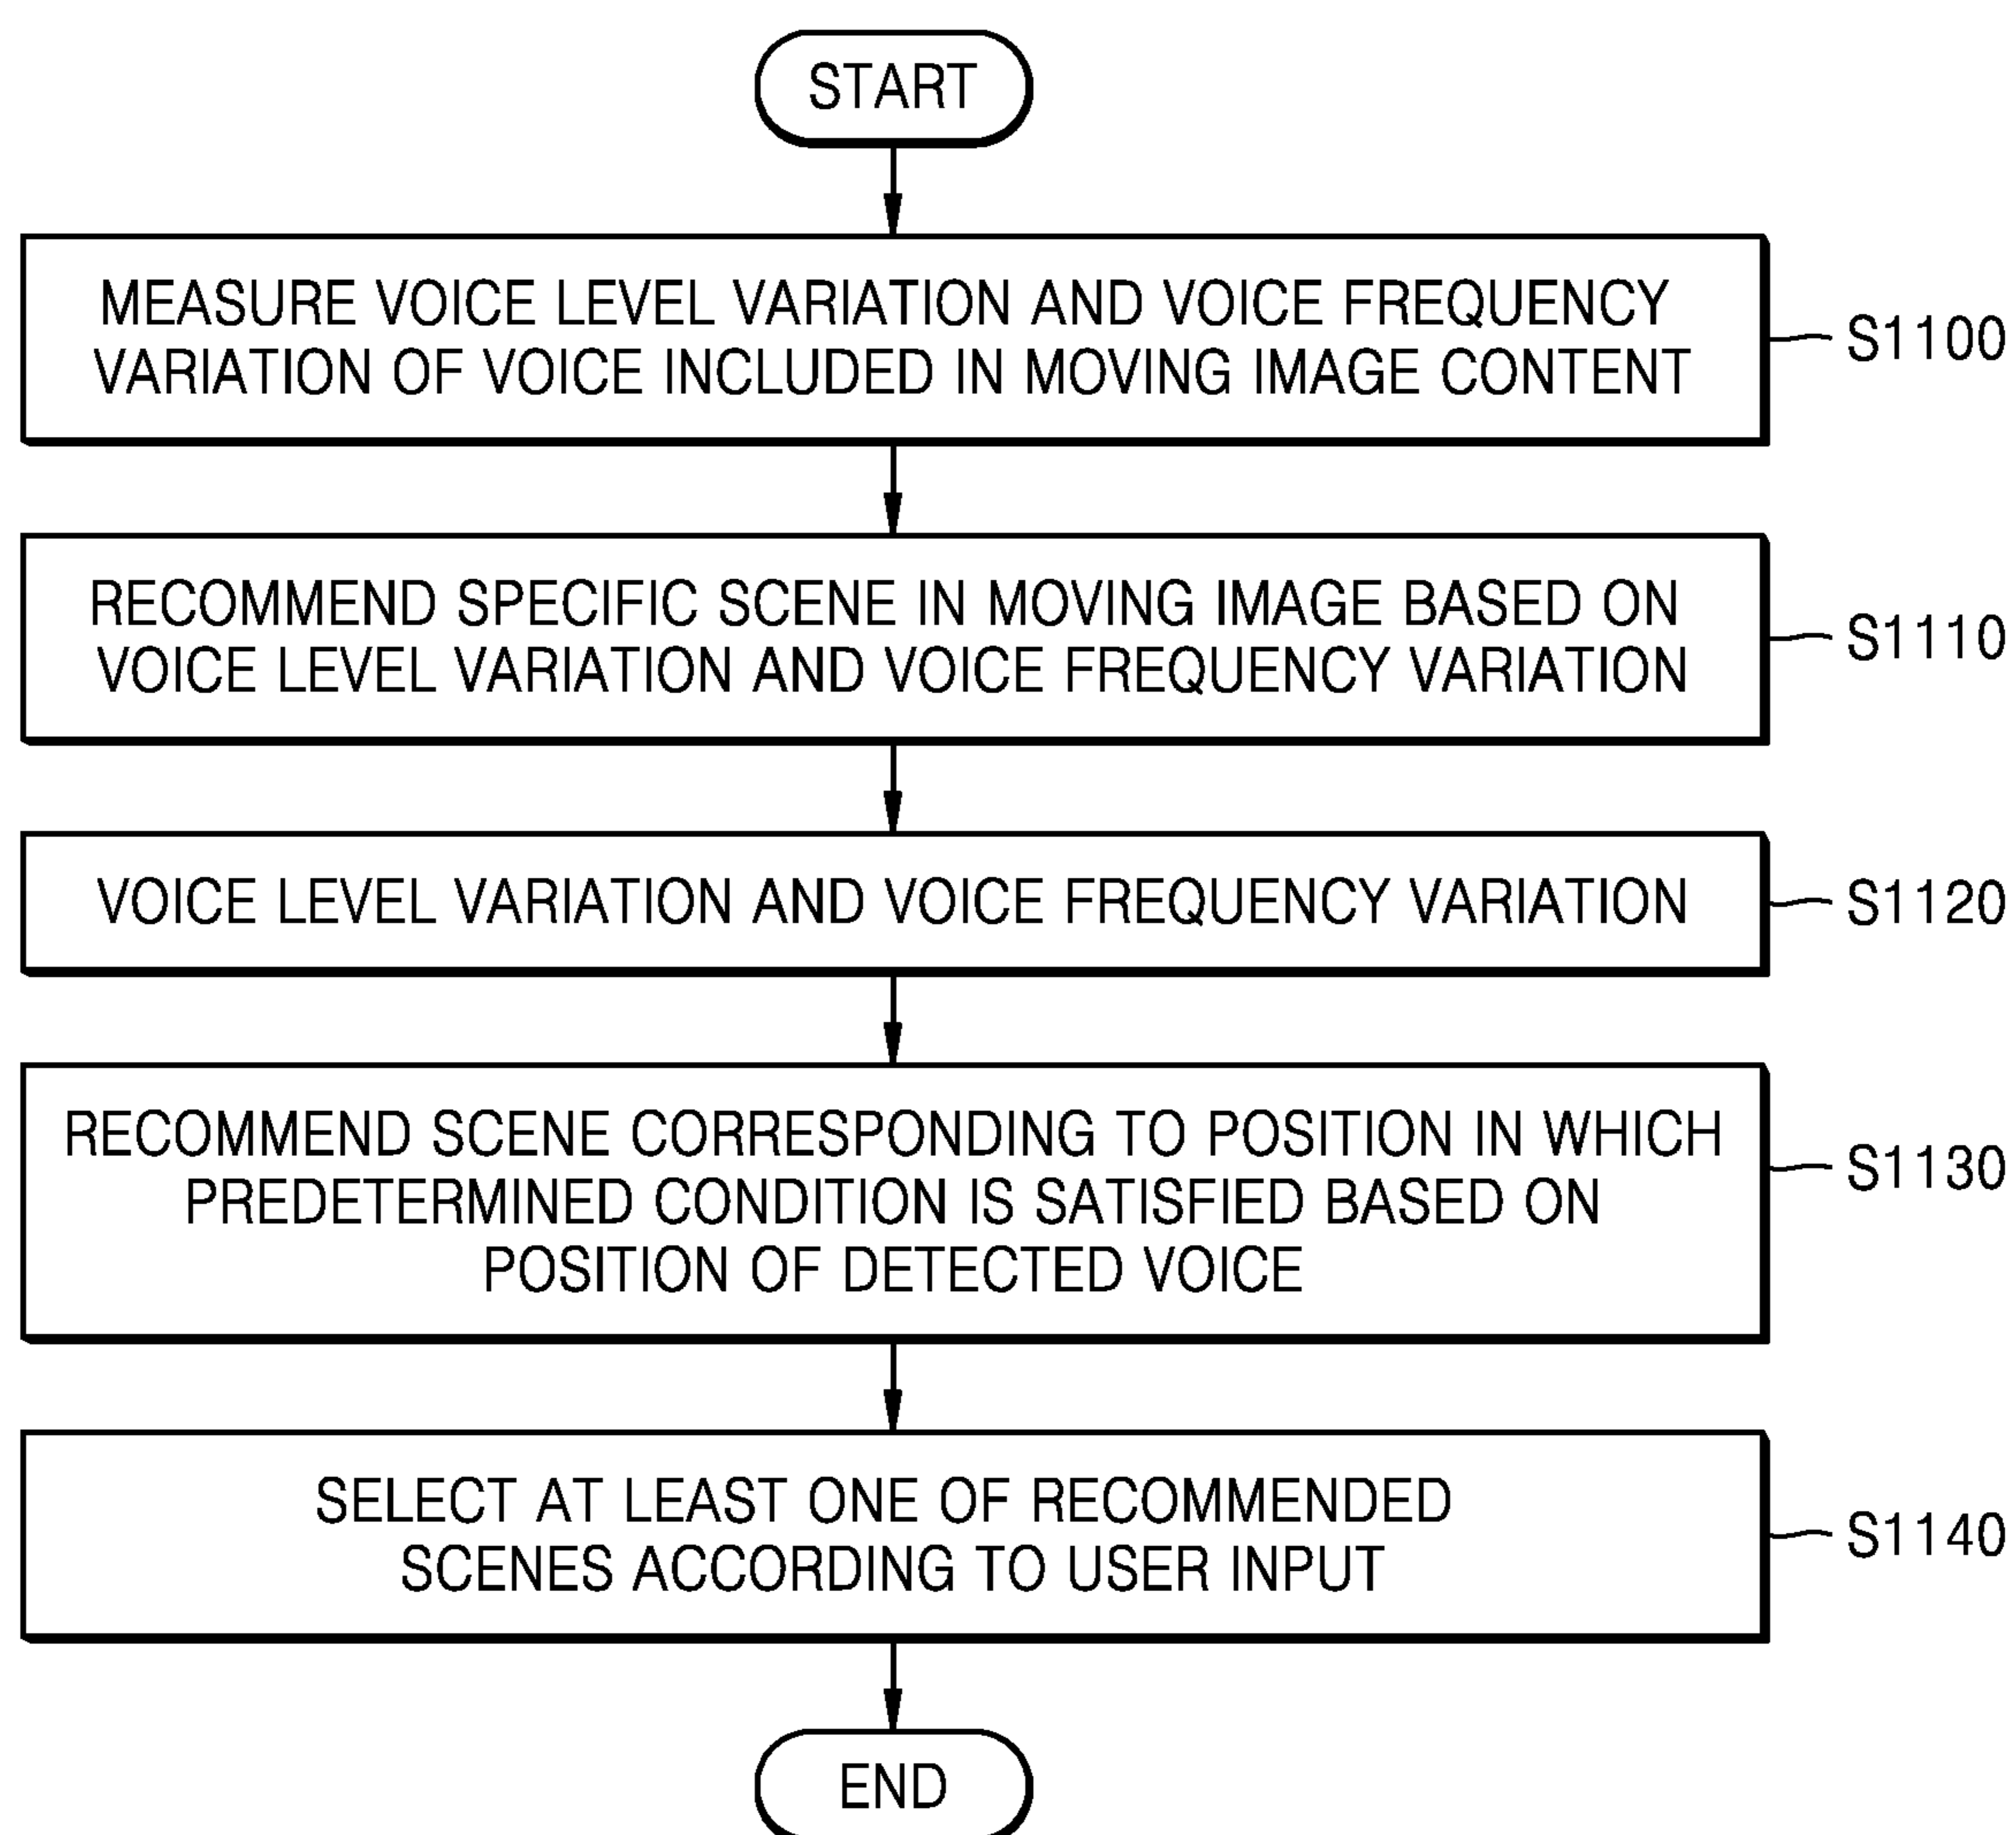 START
MEASURE VOICE LEVEL VARIATION AND VOICE FREQUENCY
VARIATION OF VOICE INCLUDED IN MOVING IMAGE CONTENT
S1100
RECOMMEND SPECIFIC SCENE IN MOVING IMAGE BASED ON
VOICE LEVEL VARIATION AND VOICE FREQUENCY VARIATION
S1110
VOICE LEVEL VARIATION AND VOICE FREQUENCY VARIATION
S1120
RECOMMEND SCENE CORRESPONDING TO POSITION IN WHICH
PREDETERMINED CONDITION IS SATISFIED BASED ON
POSITION OF DETECTED VOICE
S1130
SELECT AT LEAST ONE OF RECOMMENDED
SCENES ACCORDING TO USER INPUT
S1140
END